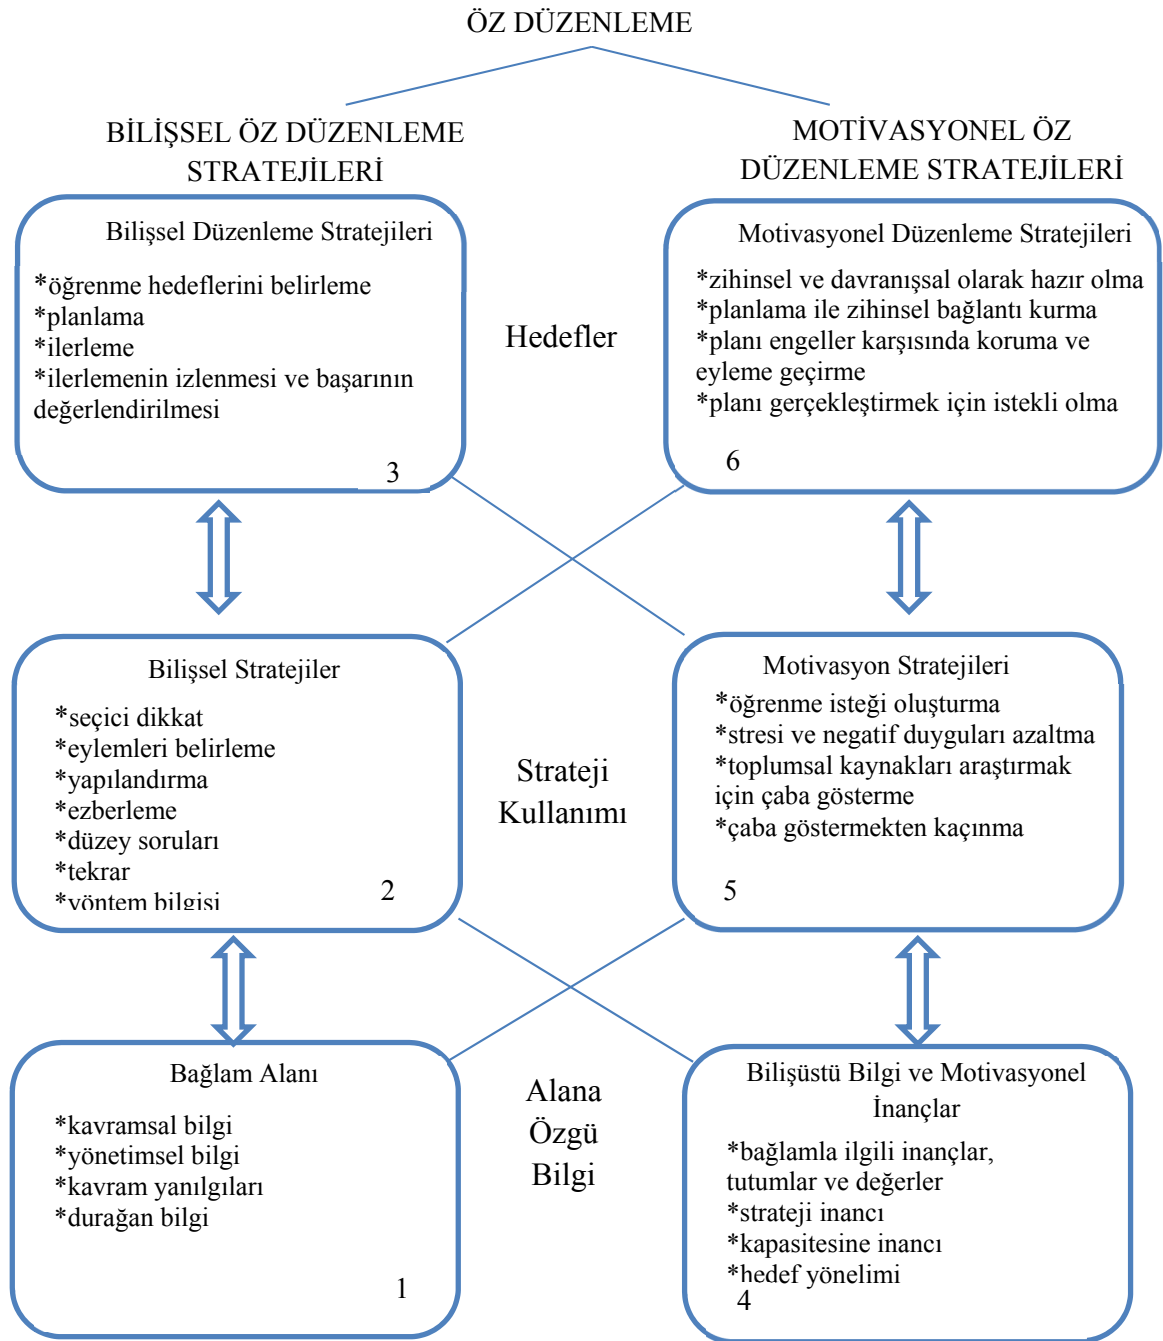 ÖZ DÜZENLEME
BİLİŞSEL ÖZ DÜZENLEME
STRATEJİLERİ
MOTİVASYONEL ÖZ
DÜZENLEME STRATEJİLERİ
Bilişsel Düzenleme Stratejileri
*öğrenme hedeflerini belirleme
*planlama
*ilerleme
*ilerlemenin izlenmesi ve başarının
değerlendirilmesi
3
Hedefler
Motivasyonel Düzenleme Stratejileri
*zihinsel ve davranışsal olarak hazır olma
*planlama ile zihinsel bağlantı kurma
*planı engeller karşısında koruma ve
eyleme geçirme
*planı gerçekleştirmek için istekli olma
6
Bilişsel Stratejiler
*seçici dikkat
*eylemleri belirleme
*yapılandırma
*ezberleme
*düzey soruları
*tekrar
*yöntem bilgisi
2
Strateji
Kullanımı
Motivasyon Stratejileri
*öğrenme isteği oluşturma
*stresi ve negatif duyguları azaltma
*toplumsal kaynakları araştırmak
için çaba gösterme
*çaba göstermekten kaçınma
5
Bağlam Alanı
*kavramsal bilgi
*yönetimsel bilgi
*kavram yanılgıları
*durağan bilgi
1
Alana
Özgü
Bilgi
Bilişüstü Bilgi ve Motivasyonel
İnançlar
*bağlamla ilgili inançlar,
tutumlar ve değerler
*strateji inancı
*kapasitesine inancı
*hedef yönelimi
4